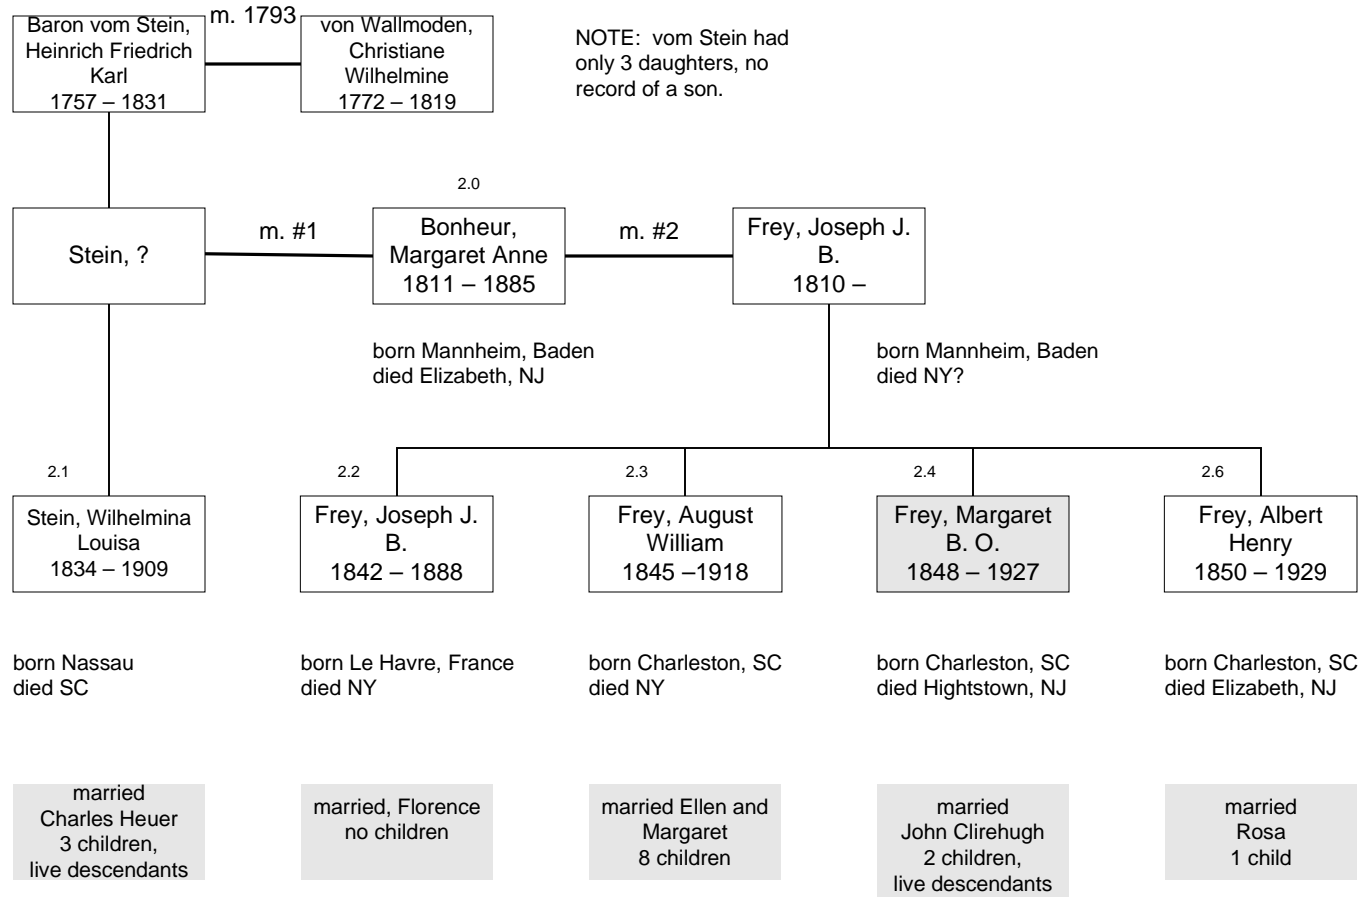 m. 1793
Baron vom Stein,
Heinrich Friedrich
Karl
1757 – 1831
von Wallmoden,
Christiane
Wilhelmine
1772 – 1819
NOTE:  vom Stein had
only 3 daughters, no
record of a son.
2.0
Stein, ?
m. #1
Bonheur,
Margaret Anne
1811 – 1885
m. #2
Frey, Joseph J.
B.
1810 –
born Mannheim, Baden
died Elizabeth, NJ
born Mannheim, Baden
died NY?
2.1
2.2
2.3
2.4
2.6
Stein, Wilhelmina
Louisa
1834 – 1909
Frey, Joseph J.
B.
1842 – 1888
Frey, August
William
1845 –1918
Frey, Margaret
B. O.
1848 – 1927
Frey, Albert
Henry
1850 – 1929
born Nassau
died SC
born Le Havre, France
died NY
born Charleston, SC
died NY
born Charleston, SC
died Hightstown, NJ
born Charleston, SC
died Elizabeth, NJ
married
Charles Heuer
3 children,
live descendants
married, Florence
no children
married Ellen and
Margaret
8 children
married
John Clirehugh
2 children,
live descendants
married
Rosa
1 child